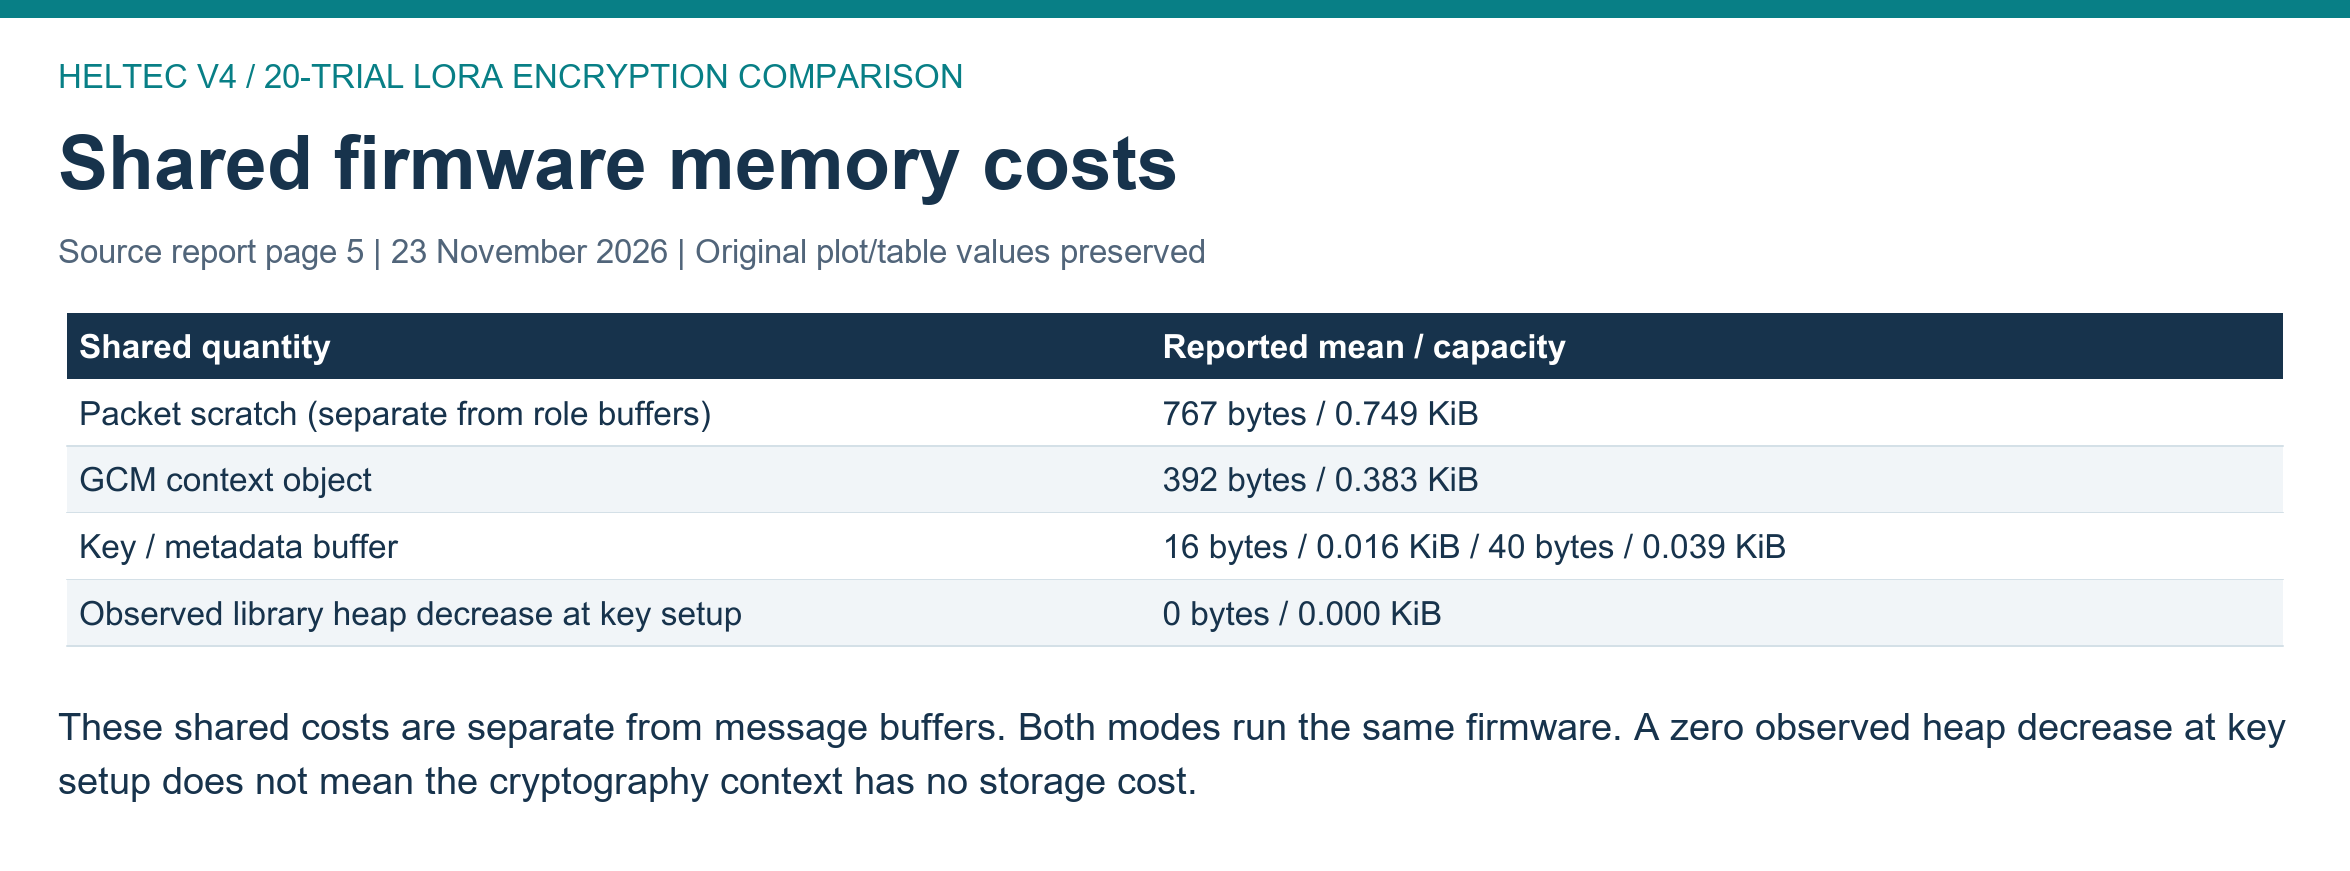 HELTEC V4 / 20-TRIAL LORA ENCRYPTION COMPARISON
Shared firmware memory costs
Source report page 5 | 23 November 2026 | Original plot/table values preserved
Shared quantity Reported mean / capacity
Packet scratch (separate from role buffers) 767 bytes / 0.749 KiB
GCM context object 392 bytes / 0.383 KiB
Key / metadata buffer 16 bytes / 0.016 KiB / 40 bytes / 0.039 KiB
Observed library heap decrease at key setup 0 bytes / 0.000 KiB
These shared costs are separate from message buffers. Both modes run the same firmware. A zero observed heap decrease at key
setup does not mean the cryptography context has no storage cost.